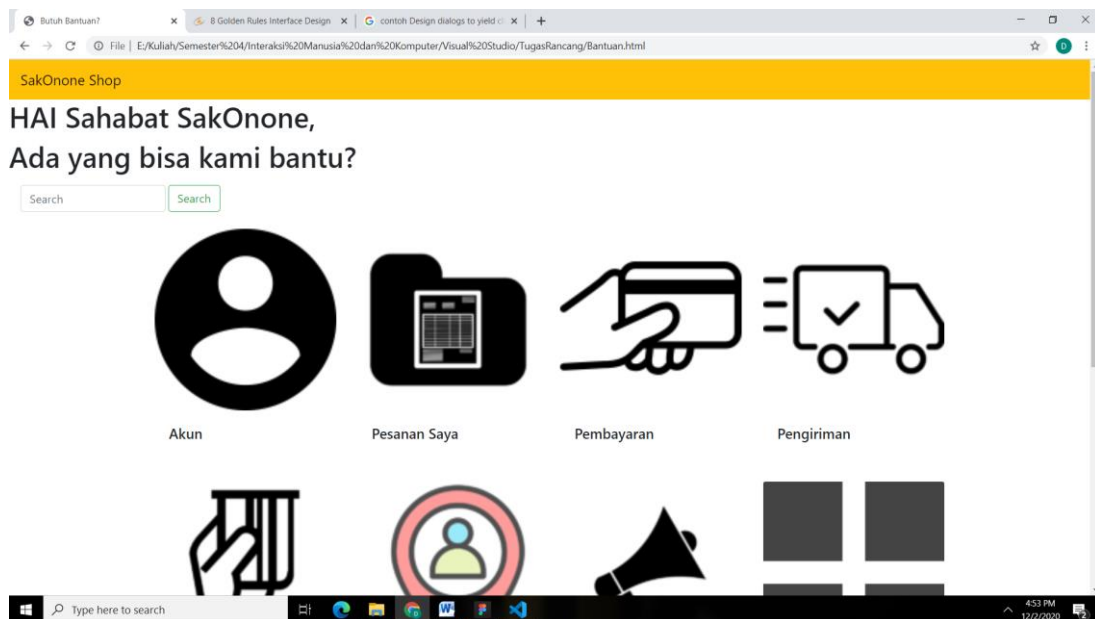 Butuh Bantuan?
8 Golden Rules Interface Design
contoh Design dialogs to yield cl
File | E:/Kuliah/Semester%204/Interaksi%20Manusia%20dan%20Komputer/Visual%20Studio/TugasRancang/Bantuan.html
D
SakOnone Shop
HAI Sahabat SakOnone,
Ada yang bisa kami bantu?
Search Search
Akun Pesanan Saya Pembayaran Pengiriman
Type here to search
4:53 PM
12/2/2020